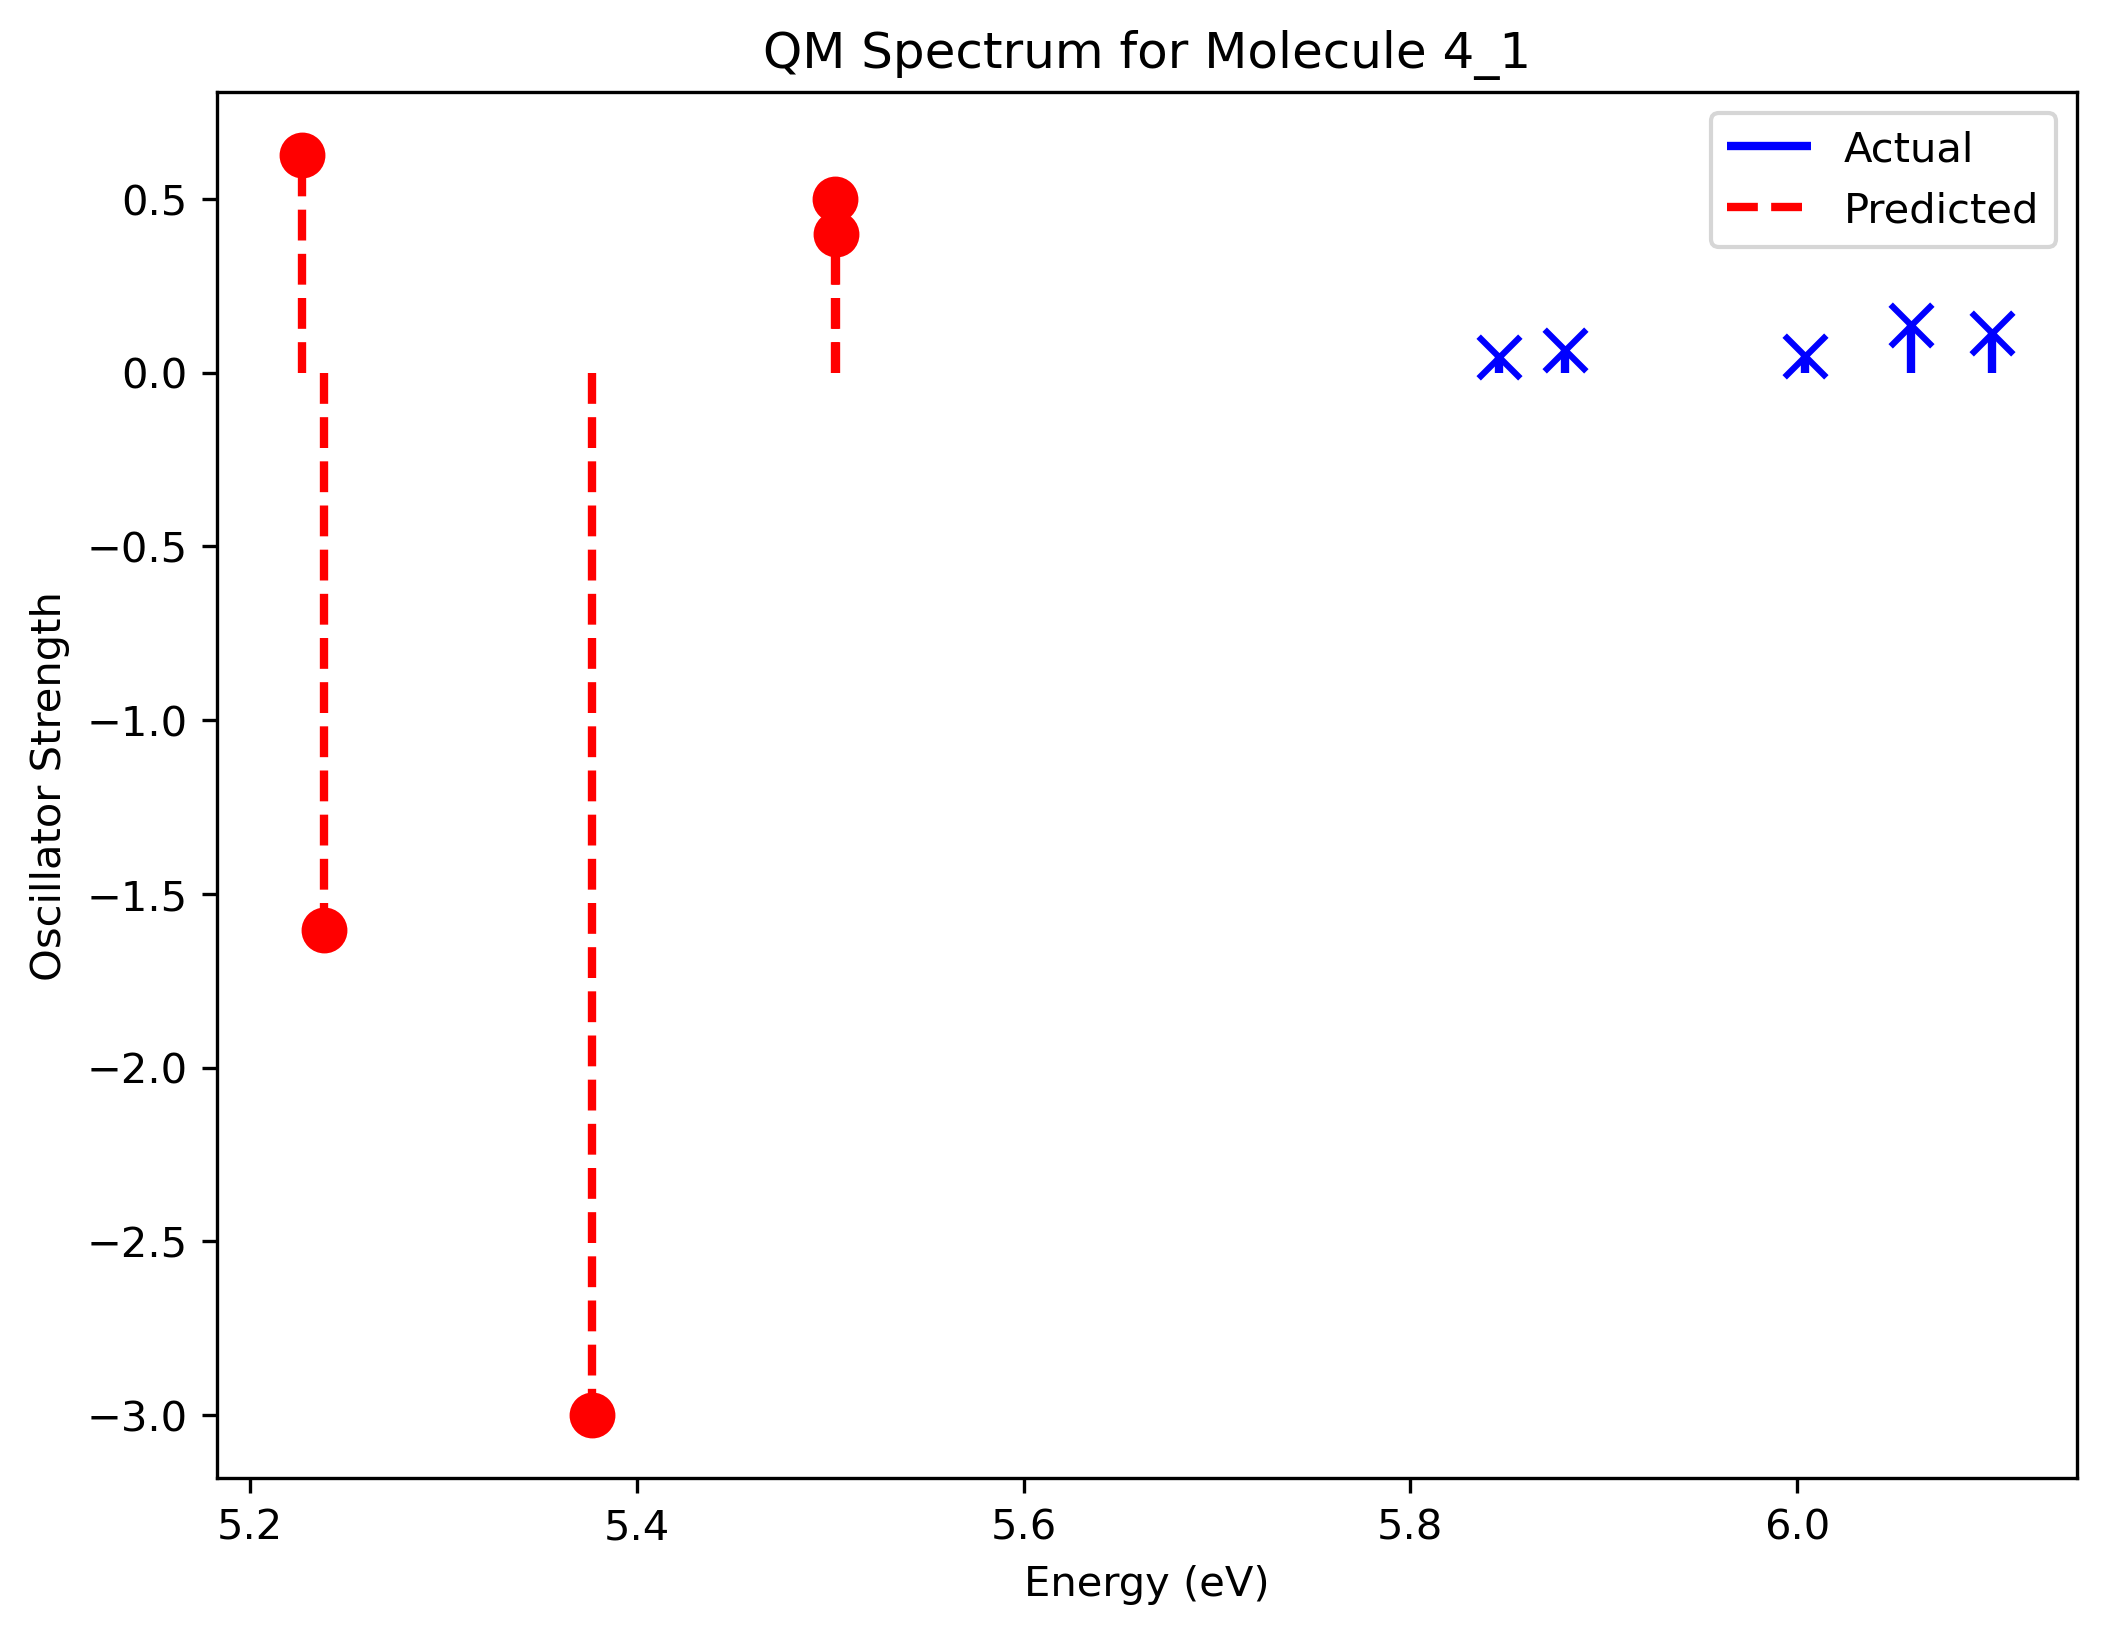 QM Spectrum for Molecule 4_1
Actual
Predicted
0.5
0.0
−0.5
−1.0
−1.5
−2.0
−2.5
−3.0
Oscillator Strength
5.2 5.4 5.6 5.8 6.0
Energy (eV)